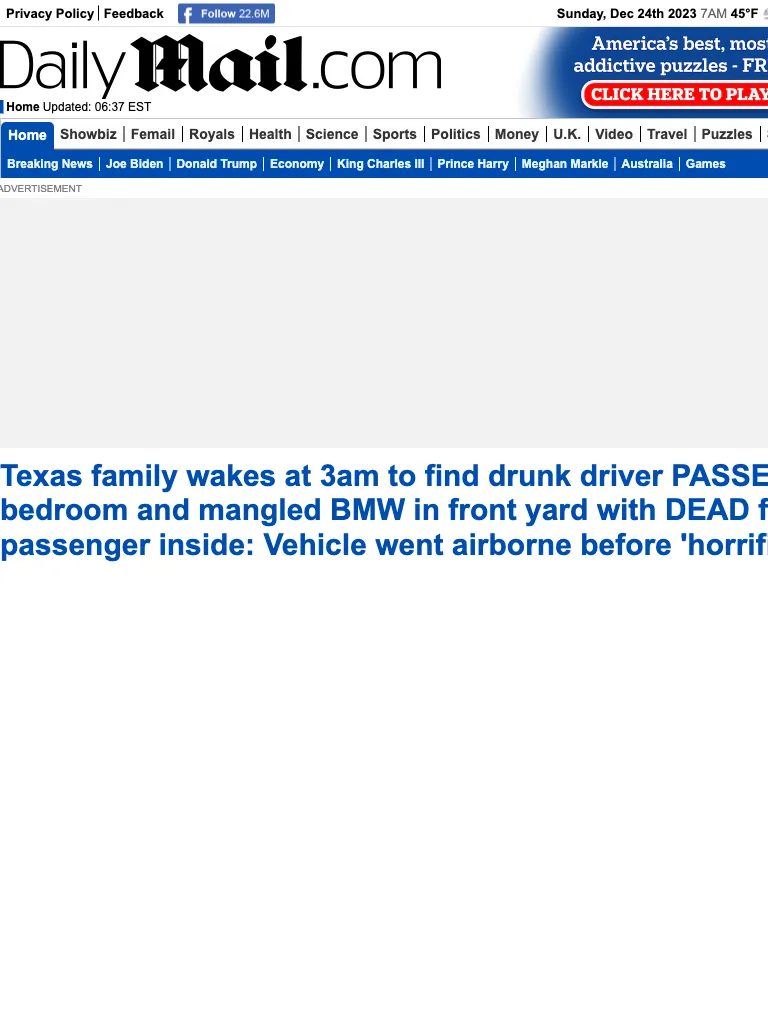 Privacy Policy Feedback Follow 22.6M Sunday, Dec 24th 2023 7AM 45°F
DailyMail.com
America's best, most
addictive puzzles - FR
CLICK HERE TO PLAY
Home Updated: 06:37 EST
Home Showbiz Femail Royals Health Science Sports Politics Money U.K. Video Travel Puzzles
Breaking News Joe Biden Donald Trump Economy King Charles III Prince Harry Meghan Markle Australia Games
ADVERTISEMENT
Texas family wakes at 3am to find drunk driver PASSE
bedroom and mangled BMW in front yard with DEAD f
passenger inside: Vehicle went airborne before 'horrif